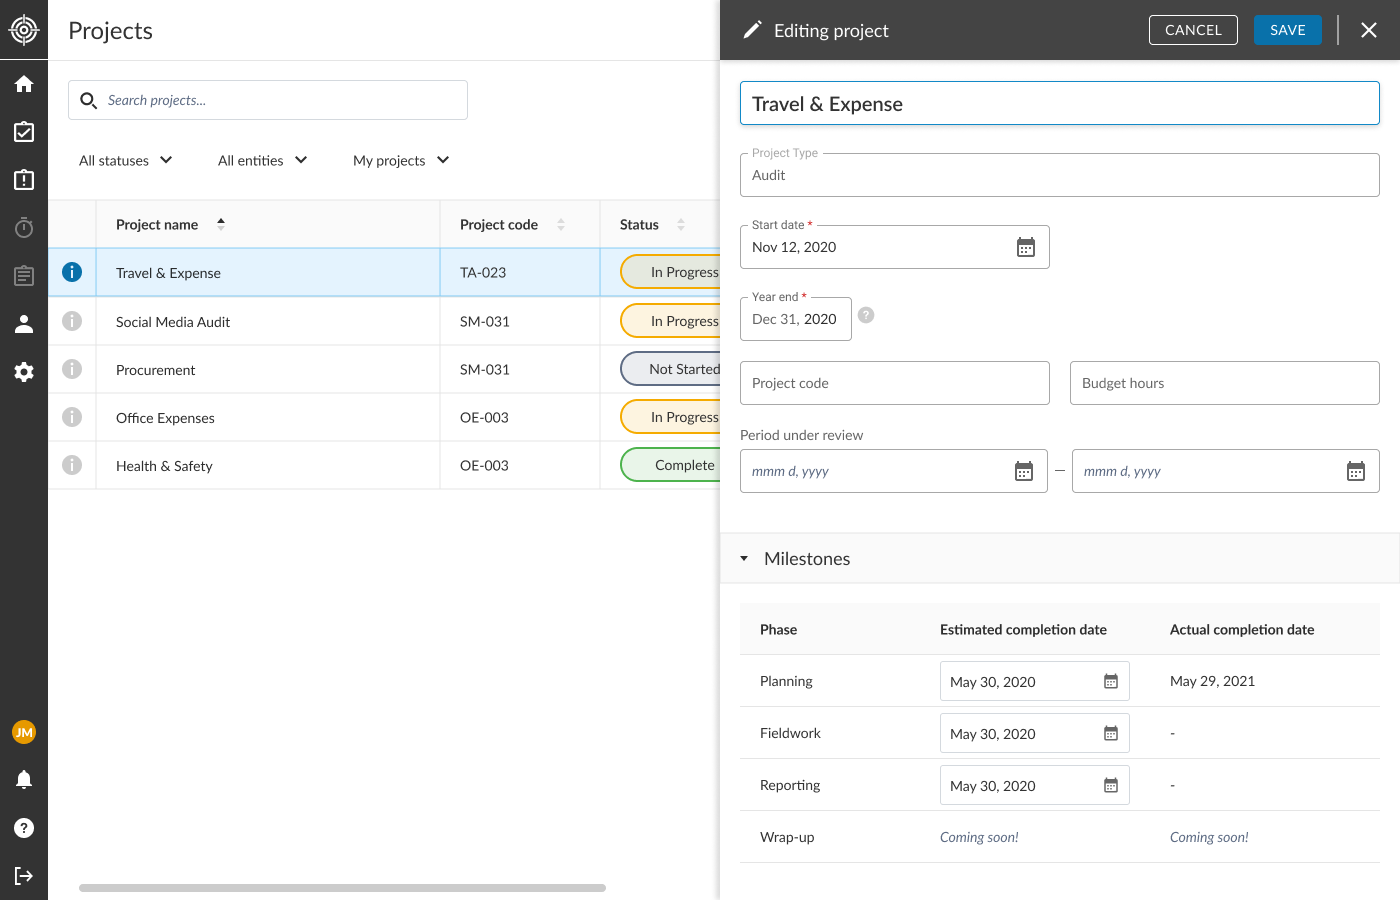 Projects
Search projects...
All statuses
All entities
My projects
Project name
Project code
Status
Travel & Expense
TA-023
In Progress
Social Media Audit
SM-031
In Progress
Procurement
SM-031
Not Started
Office Expenses
OE-003
In Progress
Health & Safety
OE-003
Complete
JM
Editing project
CANCEL
SAVE
Travel & Expense
Project Type
Audit
Start date *
Nov 12, 2020
Year end *
Dec 31, 2020
?
Project code
Budget hours
Period under review
mmm d, yyyy
–
mmm d, yyyy
Milestones
Phase
Estimated completion date
Actual completion date
Planning
May 30, 2020
May 29, 2021
Fieldwork
May 30, 2020
-
Reporting
May 30, 2020
-
Wrap-up
Coming soon!
Coming soon!